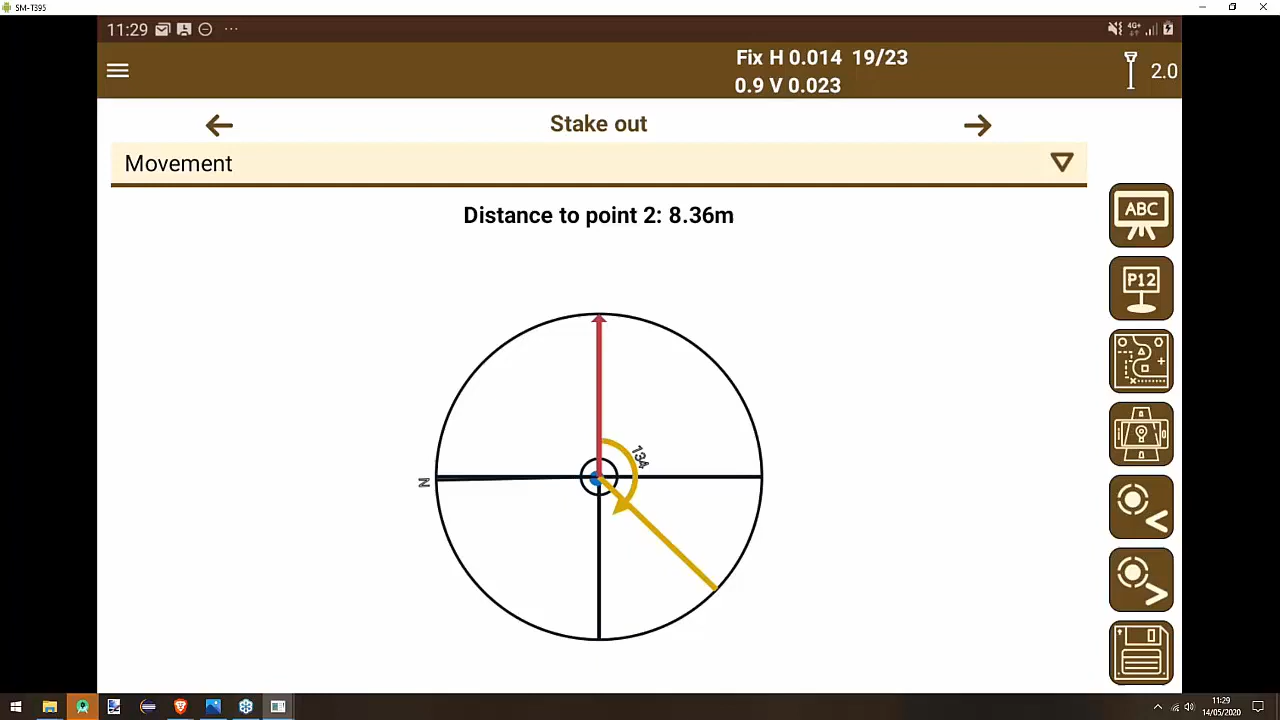 SM-T395
11:29
4G+
Fix H 0.014 19/23
0.9 V 0.023
2.0
Stake out
Movement
Distance to point 2: 8.36m
ABC
P12
134
N
11:29
14/05/2020